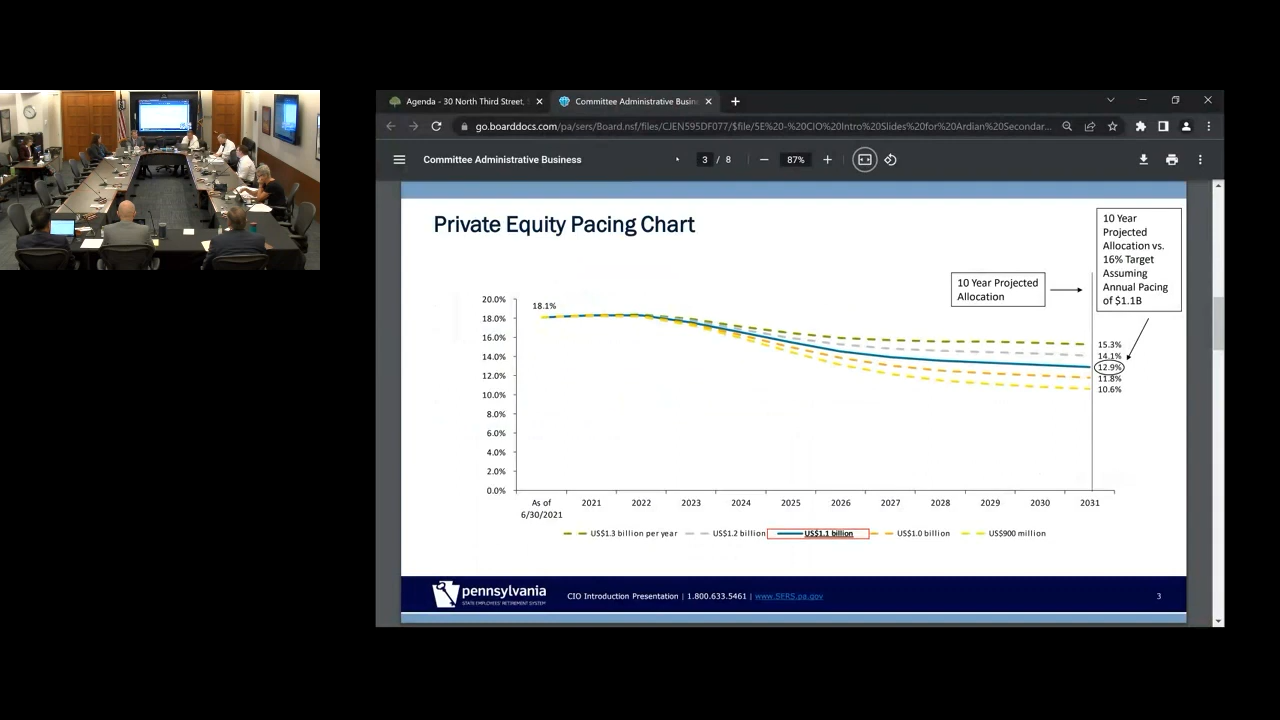 Agenda - 30 North Third Street,
Committee Administrative Busin
go.boarddocs.com/pa/sers/Board.nsf/files/CJEN595DF077/$file/5E%20-%20CIO%20Intro%20Slides%20for%20Ardian%20Secondar...
Committee Administrative Business
3 / 8
87%
Private Equity Pacing Chart
10 Year
Projected
Allocation vs.
16% Target
Assuming
Annual Pacing
of $1.1B
10 Year Projected
Allocation
20.0%
18.0%
16.0%
14.0%
12.0%
10.0%
8.0%
6.0%
4.0%
2.0%
0.0%
18.1%
15.3%
14.1%
12.9%
11.8%
10.6%
As of
6/30/2021
2021
2022
2023
2024
2025
2026
2027
2028
2029
2030
2031
US$1.3 billion per year
US$1.2 billion
US$1.1 billion
US$1.0 billion
US$900 million
pennsylvania
STATE EMPLOYEES' RETIREMENT SYSTEM
CIO Introduction Presentation | 1.800.633.5461 | www.SERS.pa.gov
3